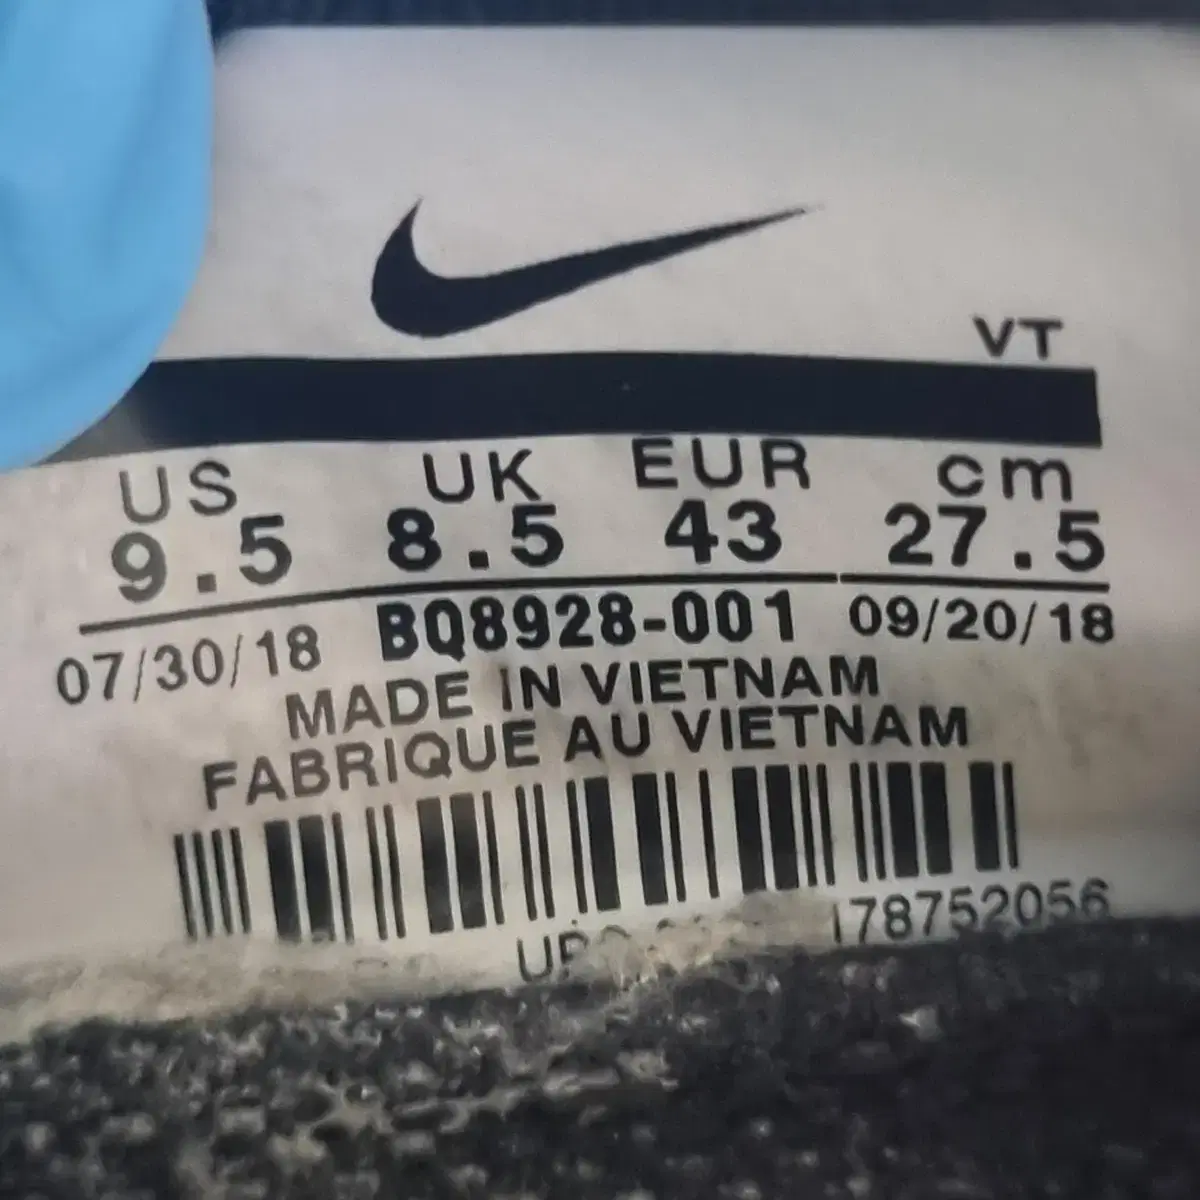 VT
US UK EUR cm
9.5 8.5 43 27.5
07/30/18 BQ8928-001 09/20/18
MADE IN VIETNAM
FABRIQUE AU VIETNAM
78752056